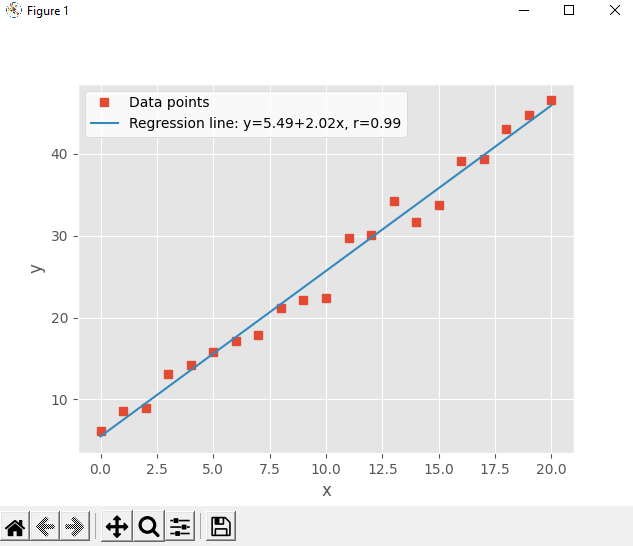 Figure 1
Data points
Regression line: y=5.49+2.02x, r=0.99
40
30
20
10
y
0.0 2.5 5.0 7.5 10.0 12.5 15.0 17.5 20.0
x